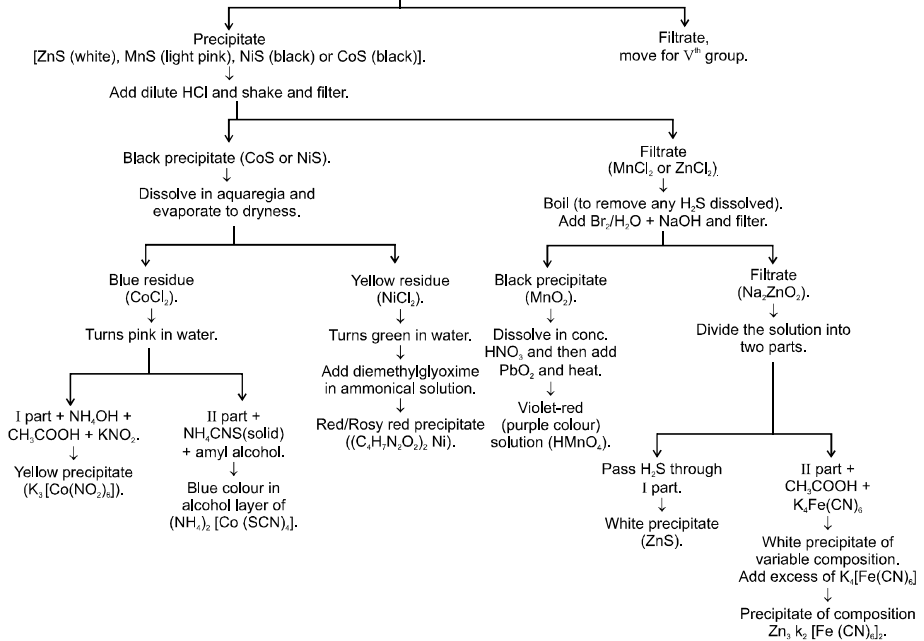 Precipitate
[ZnS (white), MnS (light pink), NiS (black) or CoS (black)].
Filtrate,
move for Vᵗʰ group.
Add dilute HCl and shake and filter.
Black precipitate (CoS or NiS).
Dissolve in aquaregia and
evaporate to dryness.
Filtrate
(MnCl₂ or ZnCl₂)
Boil (to remove any H₂S dissolved).
Add Br₂/H₂O + NaOH and filter.
Blue residue
(CoCl₂).
Turns pink in water.
Yellow residue
(NiCl₂).
Turns green in water.
Add diemethylglyoxime
in ammonical solution.
Red/Rosy red precipitate
((C₄H₇N₂O₂)₂ Ni).
Black precipitate
(MnO₂).
Dissolve in conc.
HNO₃ and then add
PbO₂ and heat.
Violet-red
(purple colour)
solution (HMnO₄).
Filtrate
(Na₂ZnO₂).
Divide the solution into
two parts.
I part + NH₄OH +
CH₃COOH + KNO₂.
Yellow precipitate
(K₃[Co(NO₂)₆]).
II part +
NH₄CNS(solid)
+ amyl alcohol.
Blue colour in
alcohol layer of
(NH₄)₂ [Co (SCN)₄].
Pass H₂S through
I part.
White precipitate
(ZnS).
II part +
CH₃COOH +
K₄Fe(CN)₆
White precipitate of
variable composition.
Add excess of K₄[Fe(CN)₆]
Precipitate of composition
Zn₃ k₂ [Fe (CN)₆]₂.